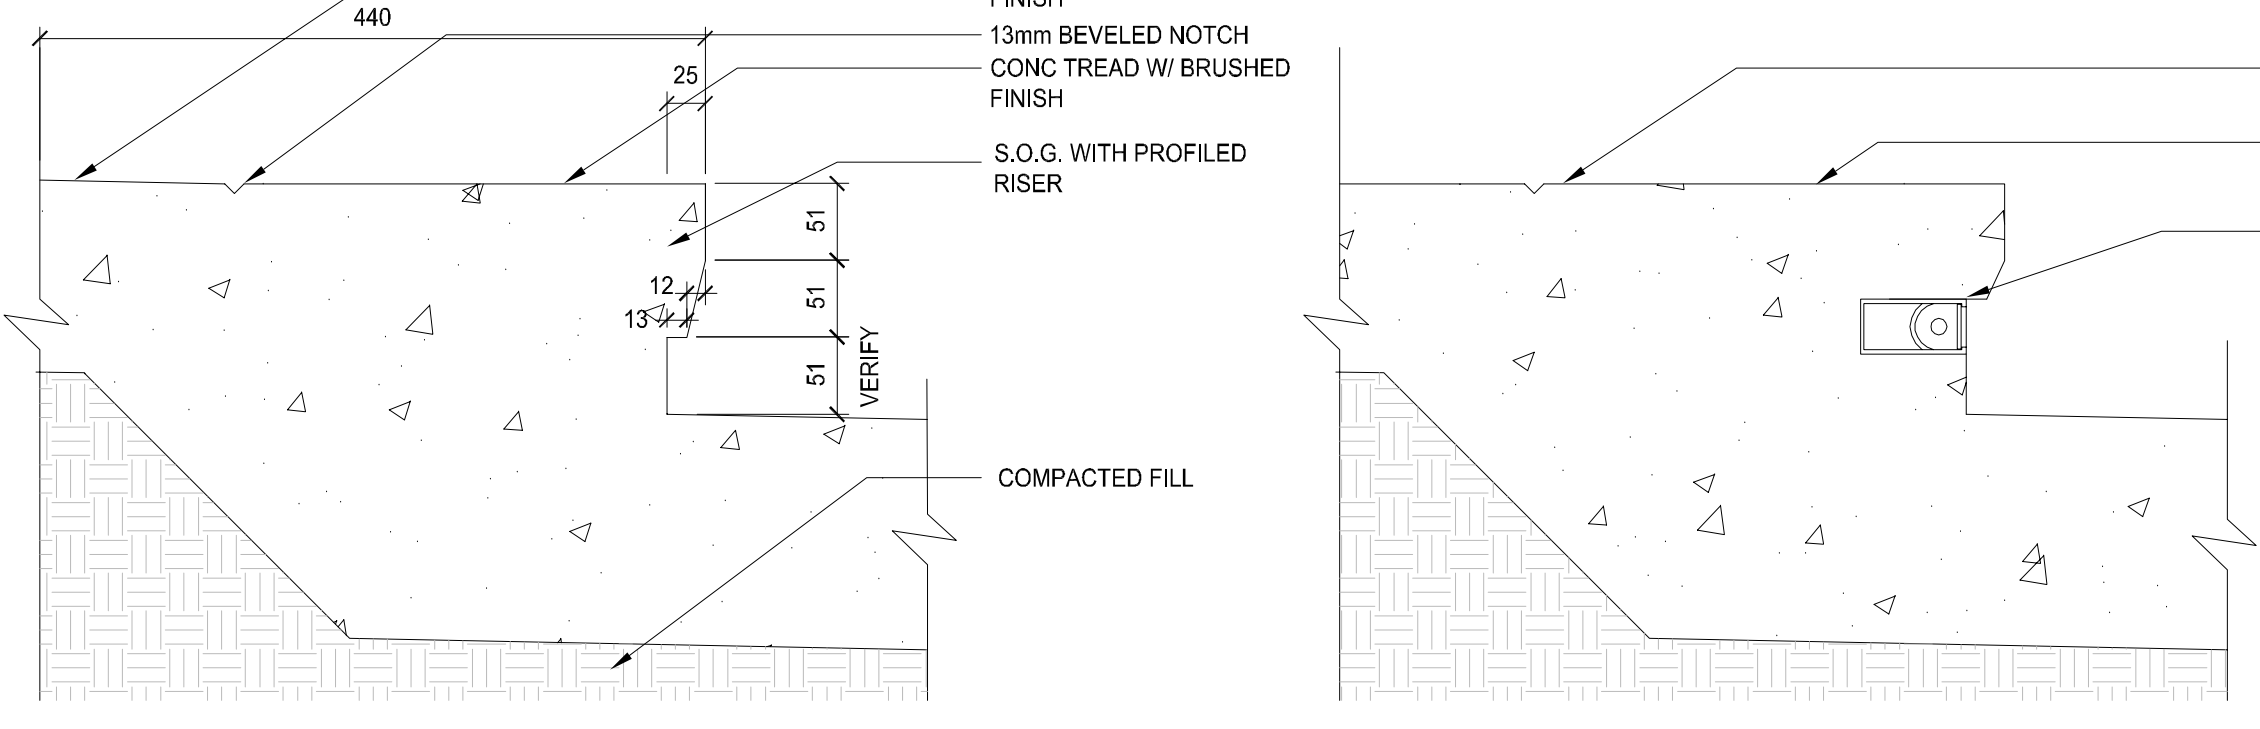 FINISH
440
13mm BEVELED NOTCH
25
CONC TREAD W/ BRUSHED
FINISH
S.O.G. WITH PROFILED
RISER
51
12
51
13
51
VERIFY
COMPACTED FILL